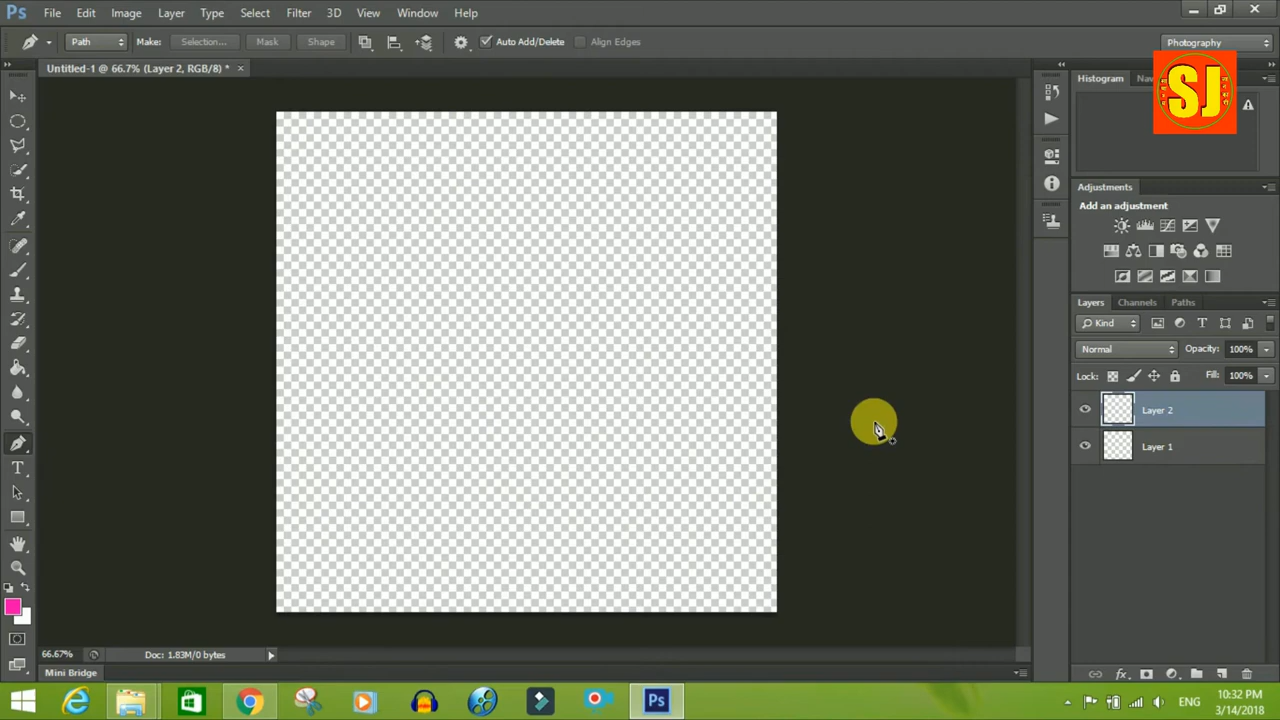 Ps File Edit Image Layer Type Select Filter 3D View Window Help
Path Make: Selection... Mask Shape Auto Add/Delete Align Edges Photography
Untitled-1 @ 66.7% (Layer 2, RGB/8) *
Histogram
SJ
Adjustments
Add an adjustment
Layers Channels Paths
Kind
Normal Opacity: 100%
Lock: Fill: 100%
Layer 2
Layer 1
66.67% Doc: 1.83M/0 bytes
Mini Bridge
fx
Ps
ENG
10:32 PM
3/14/2018